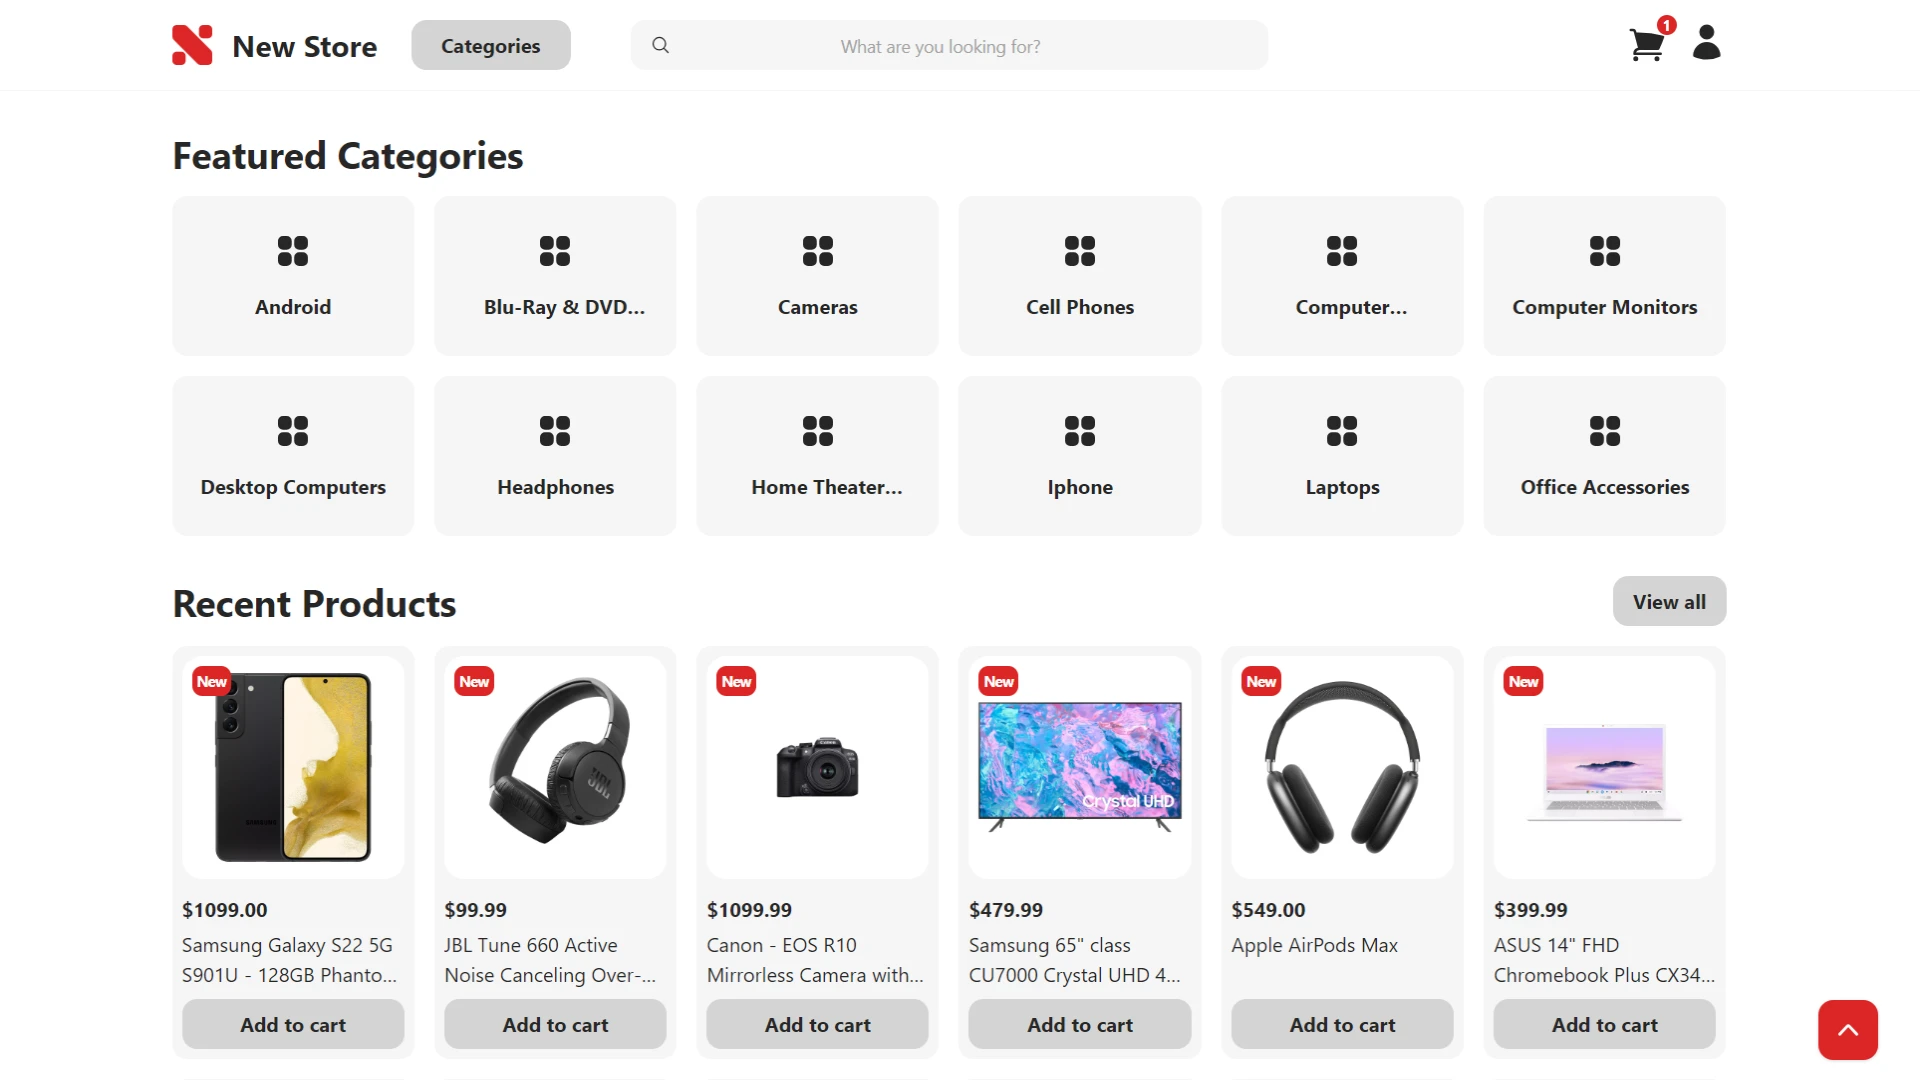 New Store
Categories
What are you looking for?
1
Featured Categories
Android
Blu-Ray & DVD...
Cameras
Cell Phones
Computer...
Computer Monitors
Desktop Computers
Headphones
Home Theater...
Iphone
Laptops
Office Accessories
Recent Products
View all
New
SAMSUNG
$1099.00
Samsung Galaxy S22 5G
S901U - 128GB Phanto...
Add to cart
New
JBL
$99.99
JBL Tune 660 Active
Noise Canceling Over-...
Add to cart
New
$1099.99
Canon - EOS R10
Mirrorless Camera with...
Add to cart
New
Crystal UHD
$479.99
Samsung 65" class
CU7000 Crystal UHD 4...
Add to cart
New
$549.00
Apple AirPods Max
Add to cart
New
$399.99
ASUS 14" FHD
Chromebook Plus CX34...
Add to cart